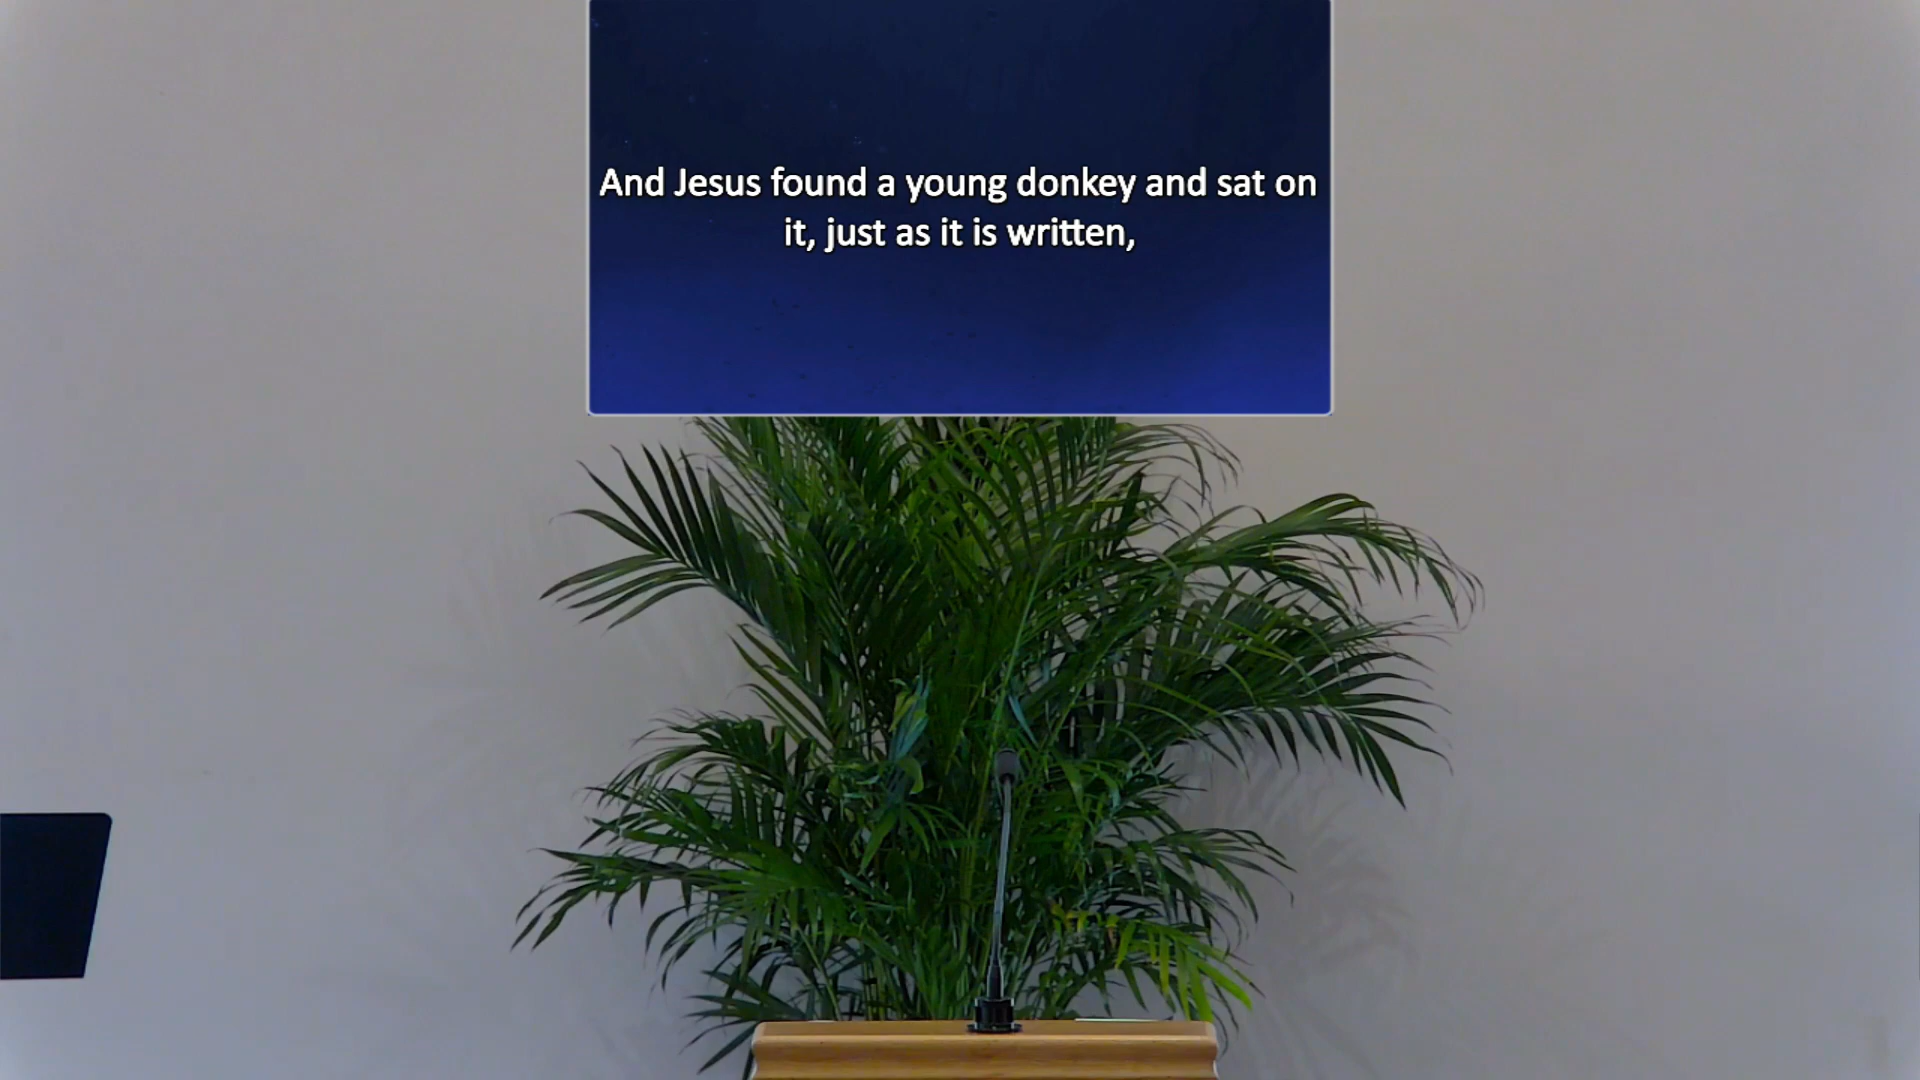 And Jesus found a young donkey and sat on
it, just as it is written,